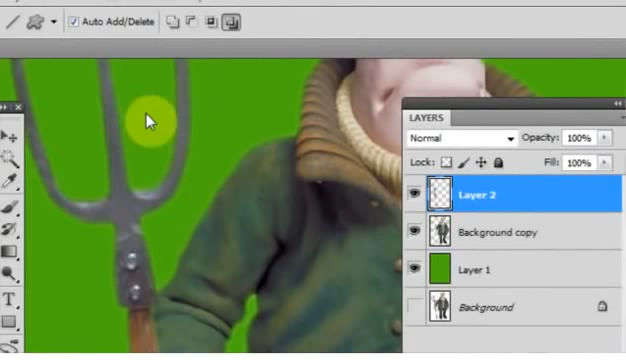 Auto Add/Delete
LAYERS
Normal Opacity: 100%
Lock: Fill: 100%
Layer 2
Background copy
Layer 1
Background
T